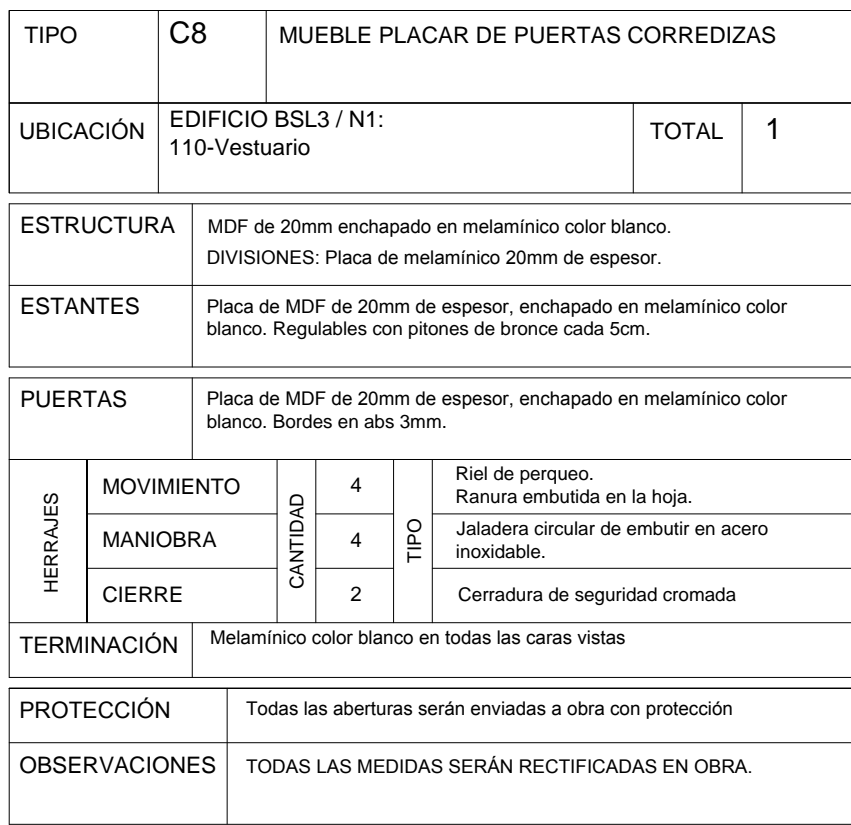 TIPO C8 MUEBLE PLACAR DE PUERTAS CORREDIZAS
UBICACIÓN EDIFICIO BSL3 / N1:
110-Vestuario
TOTAL 1
ESTRUCTURA MDF de 20mm enchapado en melamínico color blanco.
DIVISIONES: Placa de melamínico 20mm de espesor.
ESTANTES Placa de MDF de 20mm de espesor, enchapado en melamínico color
blanco. Regulables con pitones de bronce cada 5cm.
PUERTAS Placa de MDF de 20mm de espesor, enchapado en melamínico color
blanco. Bordes en abs 3mm.
HERRAJES
MOVIMIENTO
CANTIDAD
4
TIPO
Riel de perqueo.
Ranura embutida en la hoja.
MANIOBRA 4 Jaladera circular de embutir en acero
inoxidable.
CIERRE 2 Cerradura de seguridad cromada
TERMINACIÓN Melamínico color blanco en todas las caras vistas
PROTECCIÓN Todas las aberturas serán enviadas a obra con protección
OBSERVACIONES TODAS LAS MEDIDAS SERÁN RECTIFICADAS EN OBRA.